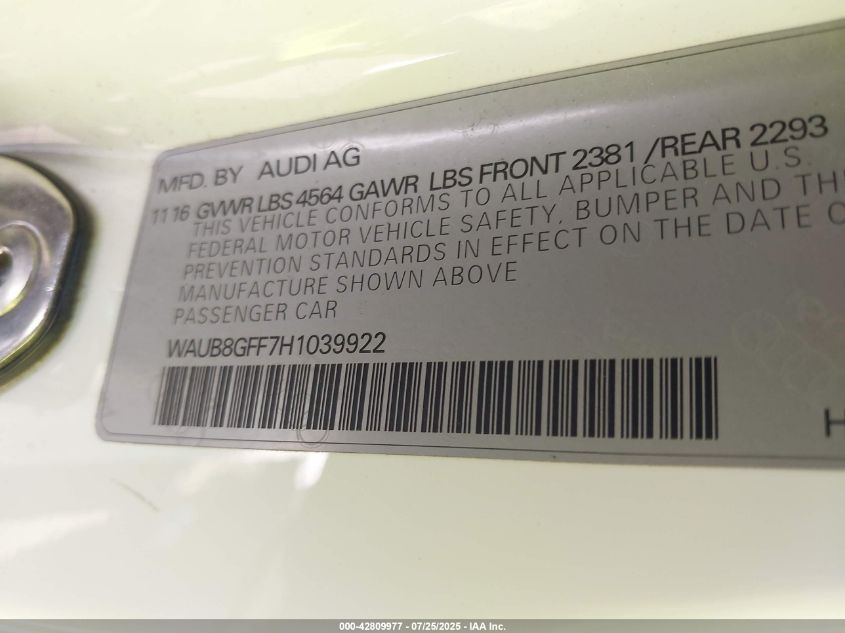 MFD. BY AUDI AG
11 16 GVWR LBS 4564 GAWR LBS FRONT 2381 /REAR 2293
THIS VEHICLE CONFORMS TO ALL APPLICABLE U.S.
FEDERAL MOTOR VEHICLE SAFETY, BUMPER AND
PREVENTION STANDARDS IN EFFECT ON THE DATE
MANUFACTURE SHOWN ABOVE
PASSENGER CAR
WAUB8GFF7H1039922
H
000-42809977 - 07/25/2025 - IAA Inc.